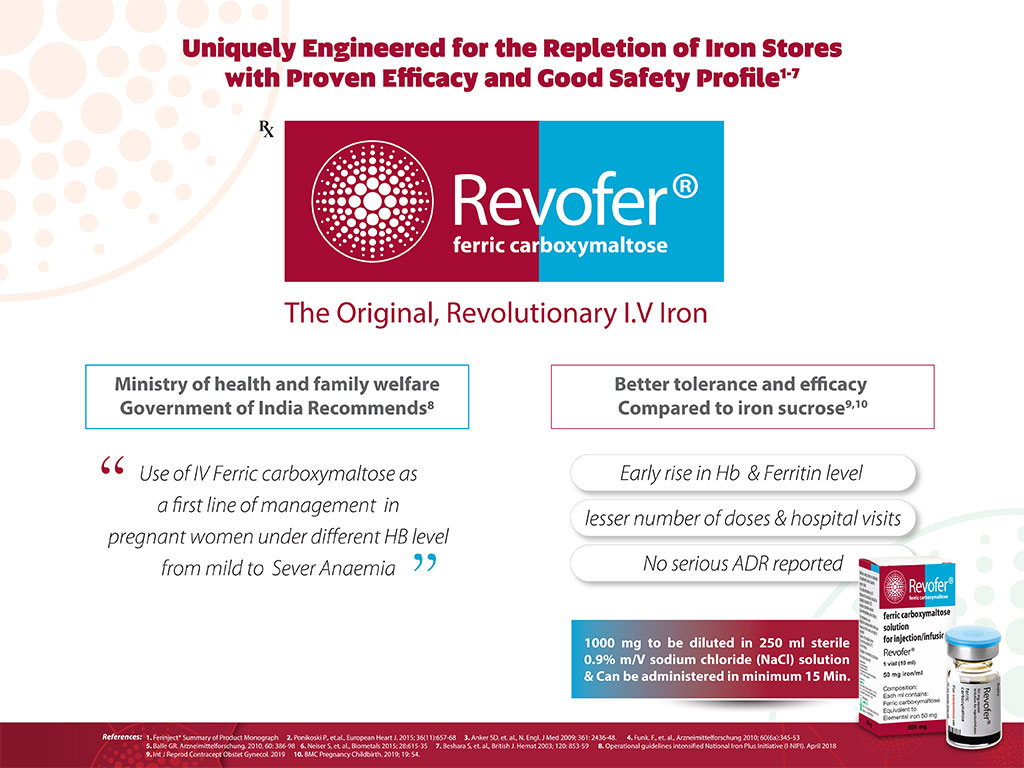 Uniquely Engineered for the Repletion of Iron Stores
with Proven Efficacy and Good Safety Profile1-7
Rx
Revofer®
ferric carboxymaltose
The Original, Revolutionary I.V Iron
Ministry of health and family welfare
Government of India Recommends8
“ Use of IV Ferric carboxymaltose as
a first line of management in
pregnant women under different HB level
from mild to Sever Anaemia ”
Better tolerance and efficacy
Compared to iron sucrose9,10
Early rise in Hb & Ferritin level
lesser number of doses & hospital visits
No serious ADR reported
1000 mg to be diluted in 250 ml sterile
0.9% m/V sodium chloride (NaCl) solution
& Can be administered in minimum 15 Min.
Revofer®
ferric carboxymaltose
ferric carboxymaltose
solution
for injection/infusion
Revofer®
1 vial (10 ml)
50 mg iron/ml
Composition:
Each ml contains:
Ferric carboxymaltose
Equivalent to
Elemental iron 50 mg
500 mg
Revofer®
ferric
carboxymaltose
References: 1. Ferinject® Summary of Product Monograph 2. Ponikoski P, et.al., European Heart J. 2015; 36(11):657-68 3. Anker SD. et. al., N. Engl. J Med 2009; 361: 2436-48. 4. Funk. F., et. al., Arzneimittelforschung 2010; 60(6a):345-53
5. Balle GR. Arzneimittelforschung. 2010, 60: 386-98 6. Neiser S, et. al., Biometals 2015; 28:615-35 7. Beshara S, et. al., British J. Hemat 2003; 120: 853-59 8. Operational guidelines intensified National Iron Plus Initiative (I-NIFI). April 2018
9. Int J Reprod Contracept Obstet Gynecol. 2019 10. BMC Pregnancy Childbirth. 2019; 19: 54.